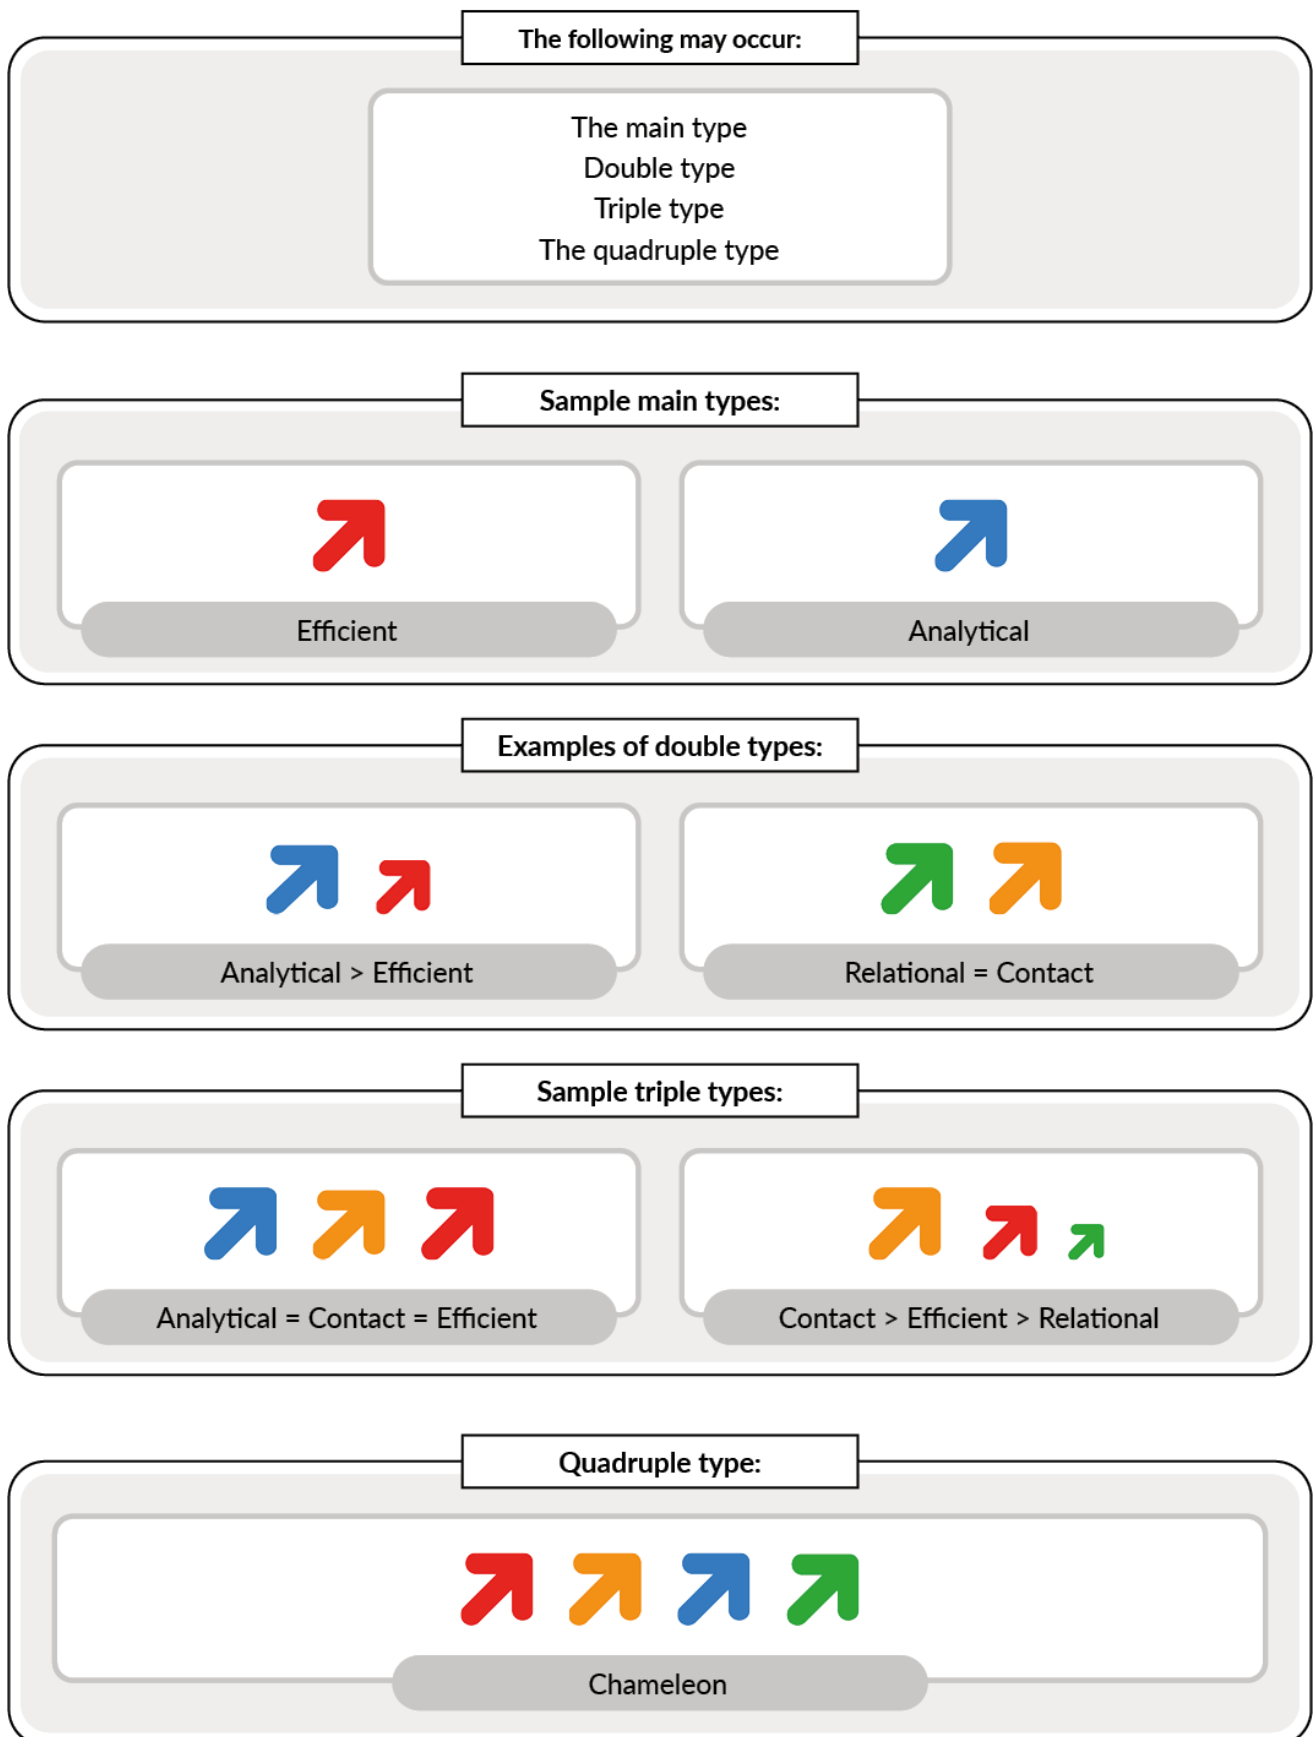 The following may occur:
The main type
Double type
Triple type
The quadruple type
Sample main types:
Efficient
Analytical
Examples of double types:
Analytical > Efficient
Relational = Contact
Sample triple types:
Analytical = Contact = Efficient
Contact > Efficient > Relational
Quadruple type:
Chameleon